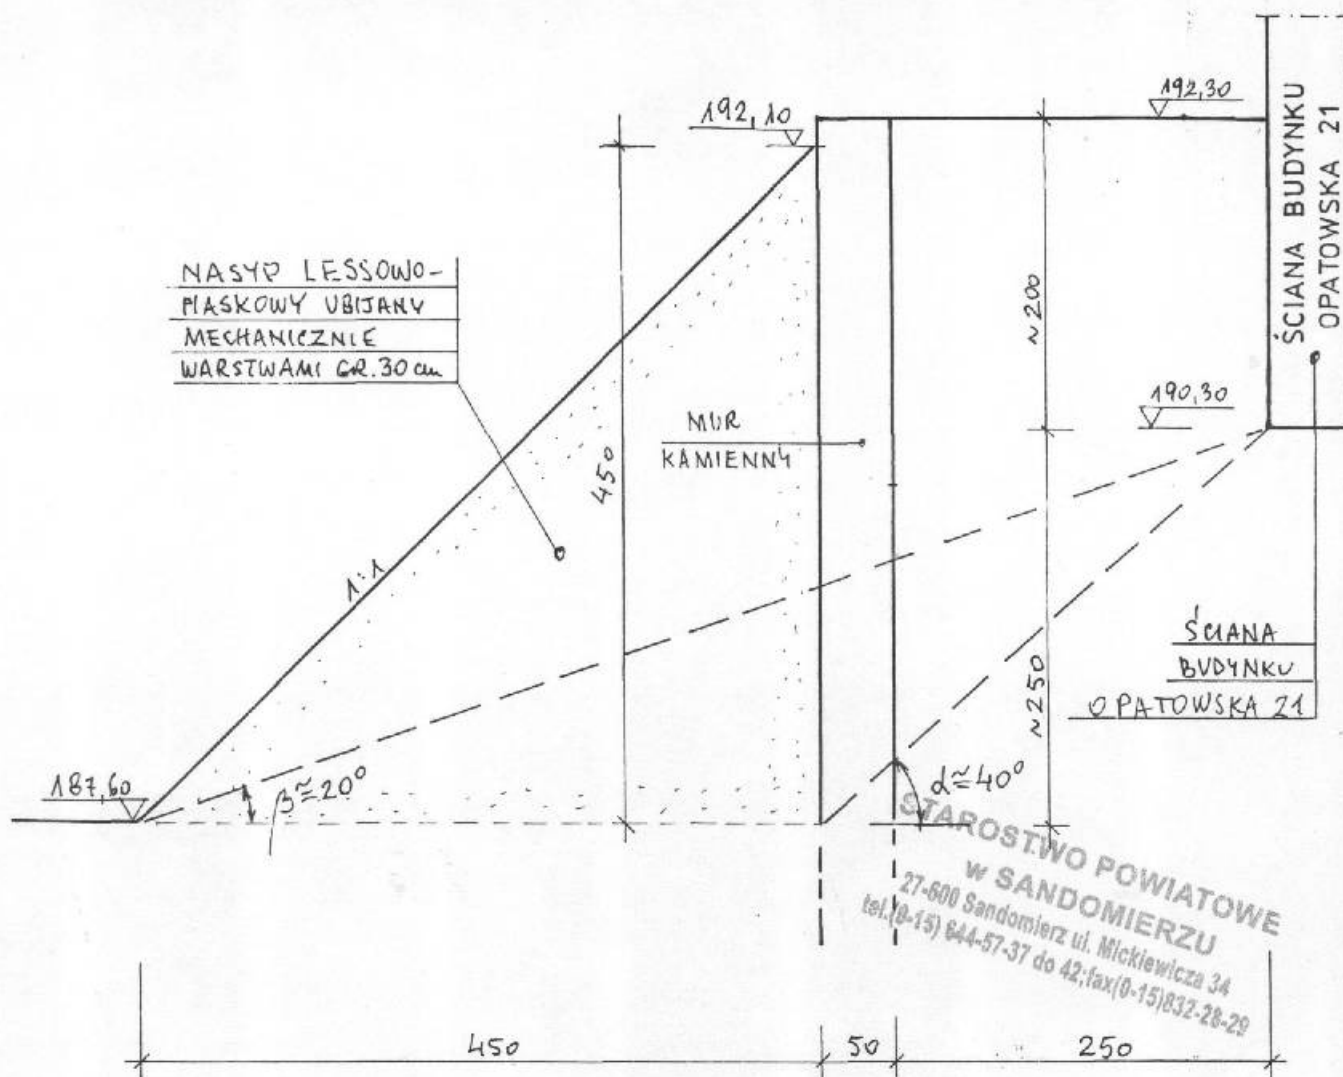 192,10
192,30
ŚCIANA BUDYNKU
OPATOWSKA 21
NASYP LESSOWO-
PIASKOWY UBIJANY
MECHANICZNIE
WARSTWAMI GR. 30 cm
~200
190,30
MUR
KAMIENNY
450
1:1
ŚCIANA
BUDYNKU
OPATOWSKA 21
~250
187,60
β≅20°
α≅40°
STAROSTWO POWIATOWE
w SANDOMIERZU
27-600 Sandomierz ul. Mickiewicza 34
tel.(0-15) 644-57-37 do 42;fax(0-15)832-28-29
450
50
250